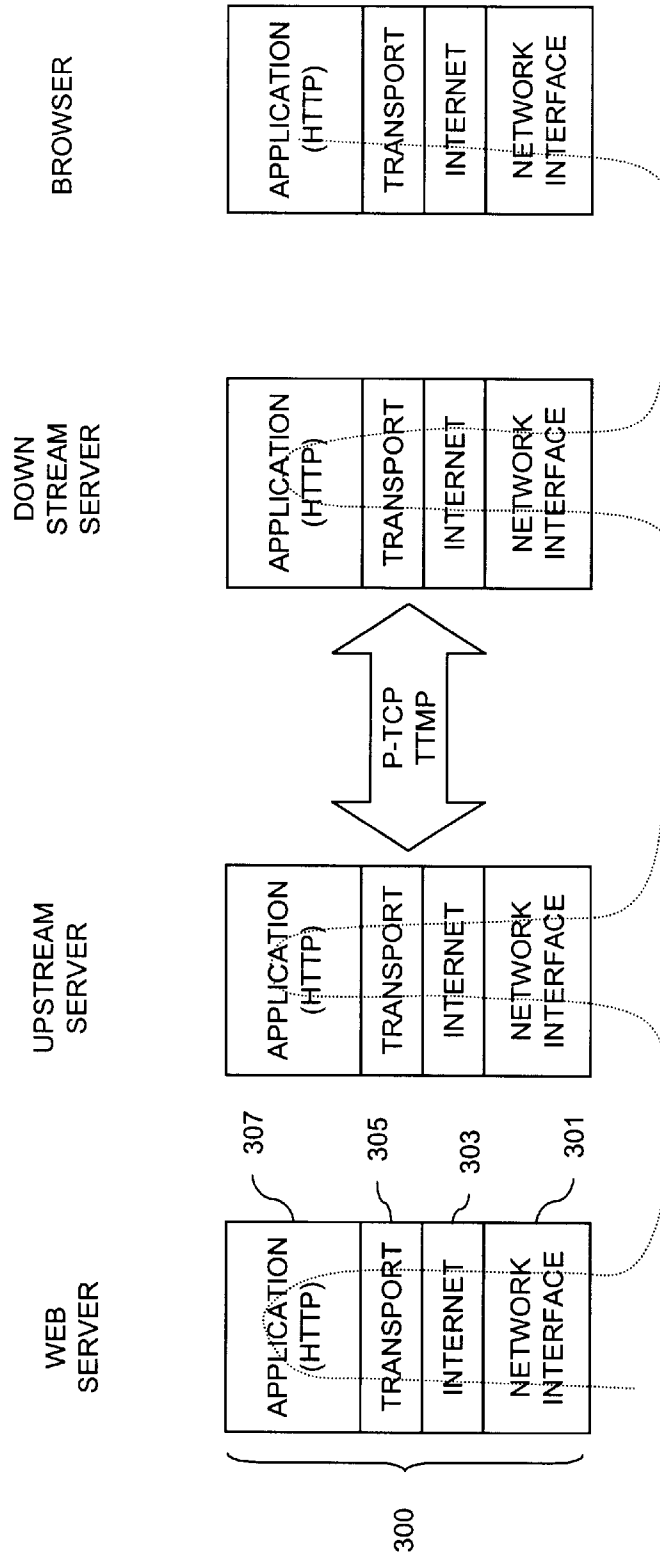 WEB
SERVER
UPSTREAM
SERVER
DOWN
STREAM
SERVER
BROWSER
300
APPLICATION
(HTTP)
TRANSPORT
INTERNET
NETWORK
INTERFACE
307
305
303
301
APPLICATION
(HTTP)
TRANSPORT
INTERNET
NETWORK
INTERFACE
P-TCP
TTMP
APPLICATION
(HTTP)
TRANSPORT
INTERNET
NETWORK
INTERFACE
APPLICATION
(HTTP)
TRANSPORT
INTERNET
NETWORK
INTERFACE